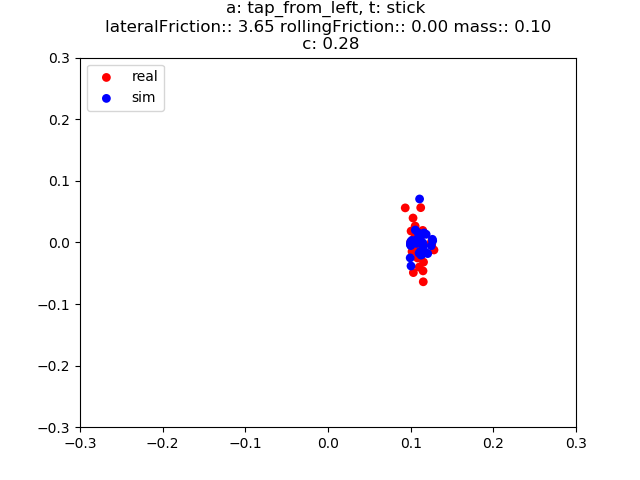 a: tap_from_left, t: stick
lateralFriction:: 3.65 rollingFriction:: 0.00 mass:: 0.10
c: 0.28
real
sim
0.3
0.2
0.1
0.0
−0.1
−0.2
−0.3
−0.3 −0.2 −0.1 0.0 0.1 0.2 0.3